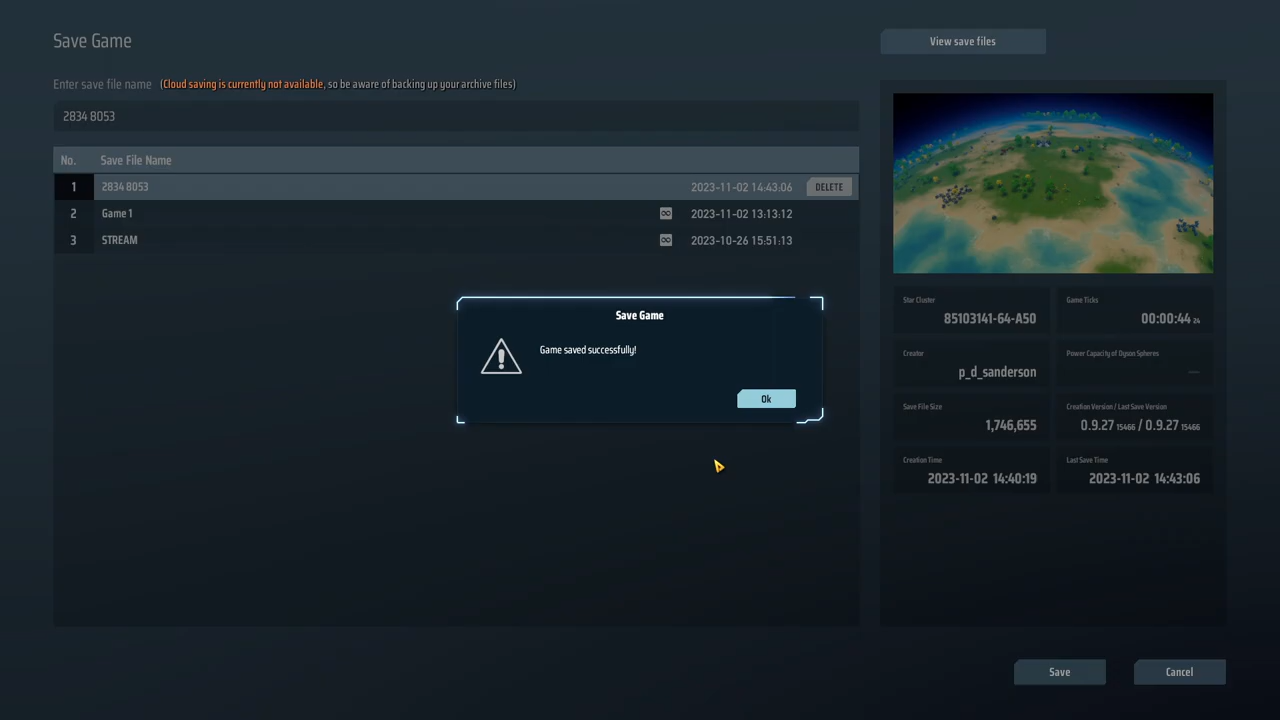 Save Game
View save files
Enter save file name (Cloud saving is currently not available, so be aware of backing up your archive files)
2834 8053
No. Save File Name
1 2834 8053 2023-11-02 14:43:06 DELETE
2 Game 1 2023-11-02 13:13:12
3 STREAM 2023-10-26 15:51:13
Save Game
Game saved successfully!
Ok
Star Cluster
85103141-64-A50
Game Ticks
00:00:44 24
Creator
p_d_sanderson
Power Capacity of Dyson Spheres
—
Save File Size
1,746,655
Creation Version / Last Save Version
0.9.27 15466 / 0.9.27 15466
Creation Time
2023-11-02 14:40:19
Last Save Time
2023-11-02 14:43:06
Save
Cancel